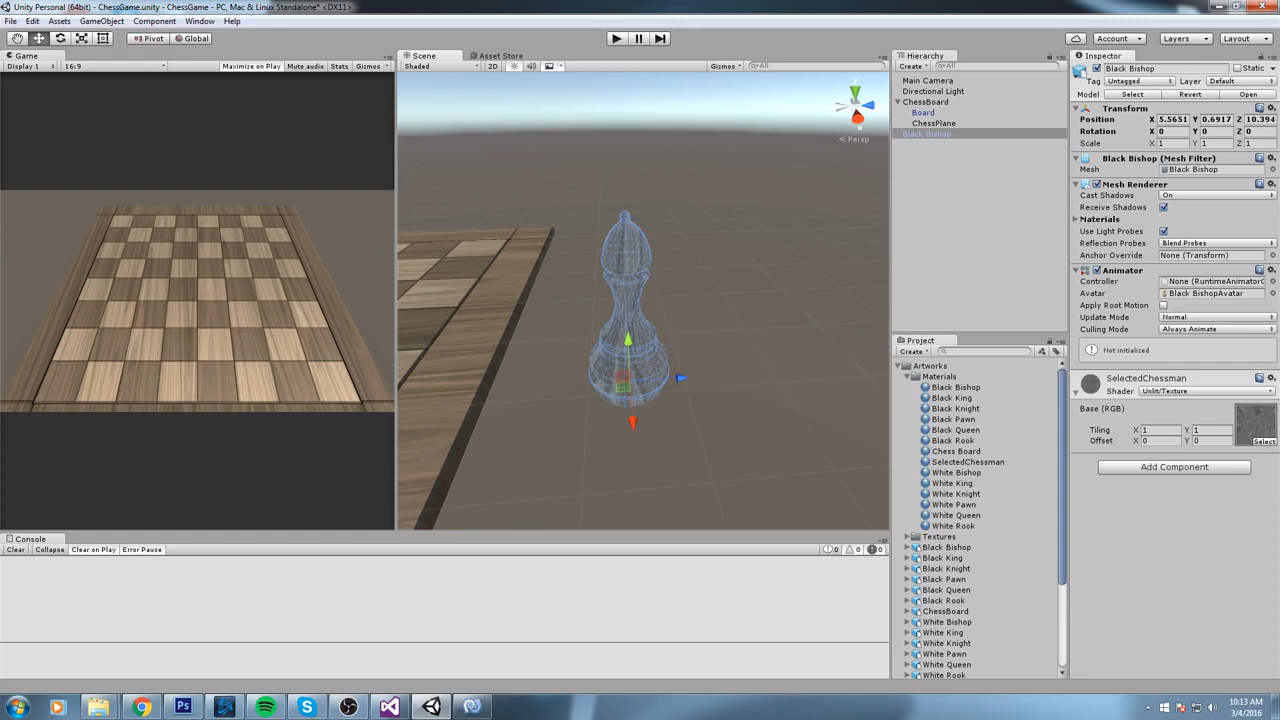 Unity Personal (64bit) - ChessGame.unity - ChessGame - PC, Mac & Linux Standalone* <DX11>
File Edit Assets GameObject Component Window Help
Pivot Global Account Layers Layout
Game
Display 1 16:9 Maximize on Play Mute audio Stats Gizmos
Scene Asset Store
Shaded 2D Gizmos All
y
x
Persp
Hierarchy
Create All
Main Camera
Directional Light
ChessBoard
Board
ChessPlane
Black Bishop
Project
Create
Artworks
Materials
Black Bishop
Black King
Black Knight
Black Pawn
Black Queen
Black Rook
Chess Board
SelectedChessman
White Bishop
White King
White Knight
White Pawn
White Queen
White Rook
Textures
Black Bishop
Black King
Black Knight
Black Pawn
Black Queen
Black Rook
ChessBoard
White Bishop
White King
White Knight
White Pawn
White Queen
White Rook
Inspector
Black Bishop Static
Tag Untagged Layer Default
Model Select Revert Open
Transform
Position X 5.5651 Y 0.6917 Z 10.394
Rotation X 0 Y 0 Z 0
Scale X 1 Y 1 Z 1
Black Bishop (Mesh Filter)
Mesh Black Bishop
Mesh Renderer
Cast Shadows On
Receive Shadows
Materials
Use Light Probes
Reflection Probes Blend Probes
Anchor Override None (Transform)
Animator
Controller None (RuntimeAnimatorC
Avatar Black BishopAvatar
Apply Root Motion
Update Mode Normal
Culling Mode Always Animate
Not initialized
SelectedChessman
Shader Unlit/Texture
Base (RGB)
Tiling X 1 Y 1
Offset X 0 Y 0
Select
Add Component
Console
Clear Collapse Clear on Play Error Pause 0 0 0
Ps
10:13 AM
3/4/2016